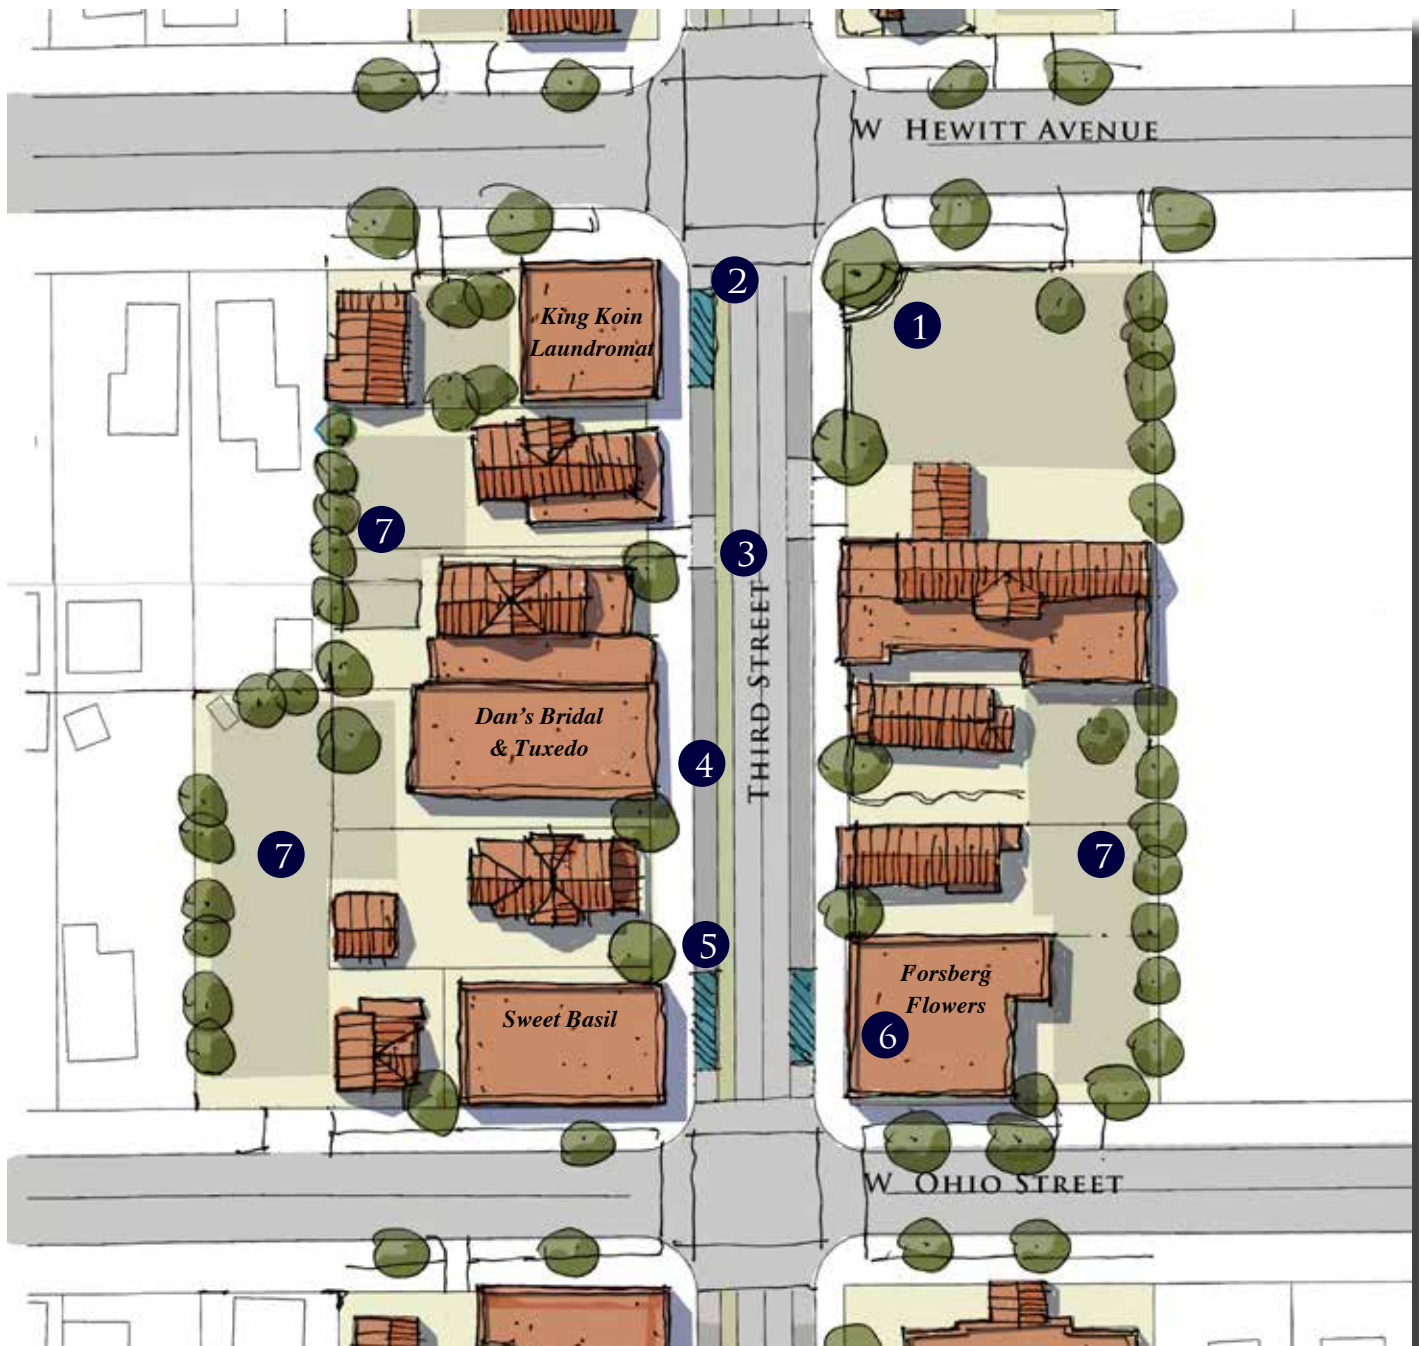 W HEWITT AVENUE
2
King Koin
Laundromat
1
7
3
THIRD STREET
Dan's Bridal
& Tuxedo
4
7
7
5
Forsberg
Flowers
Sweet Basil
6
W OHIO STREET